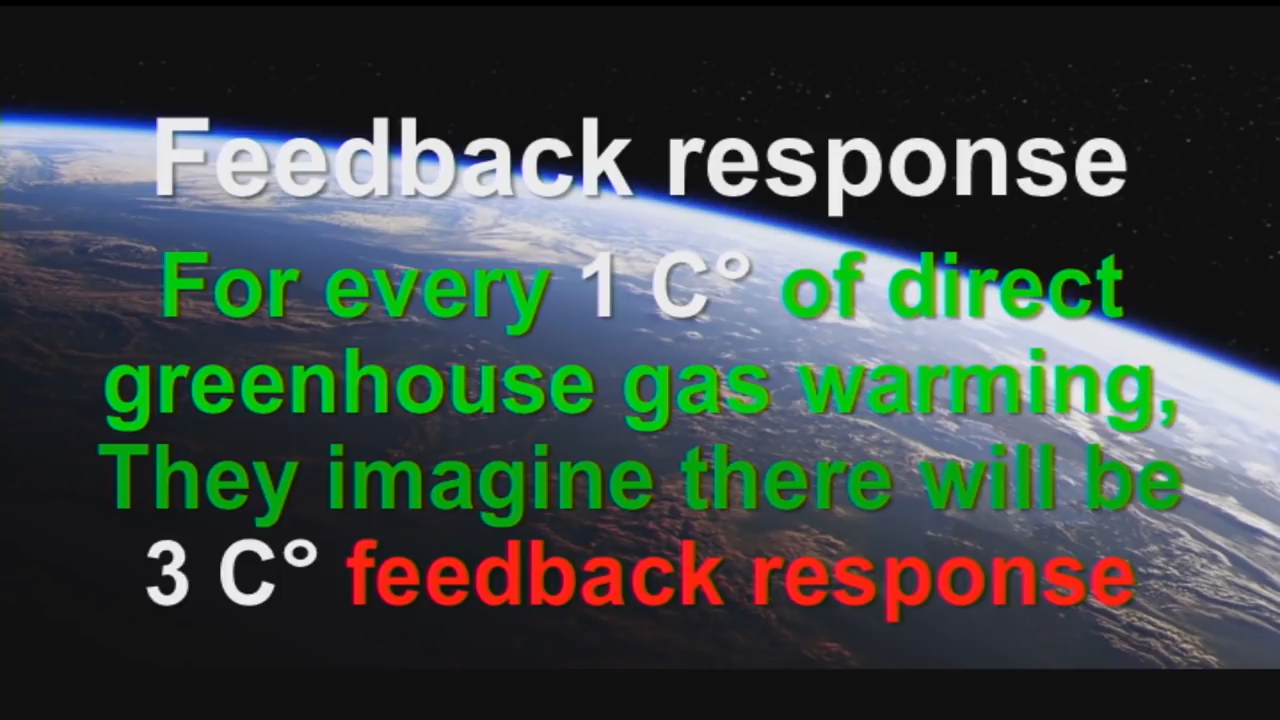 Feedback response
For every 1 C° of direct
greenhouse gas warming,
They imagine there will be
3 C° feedback response